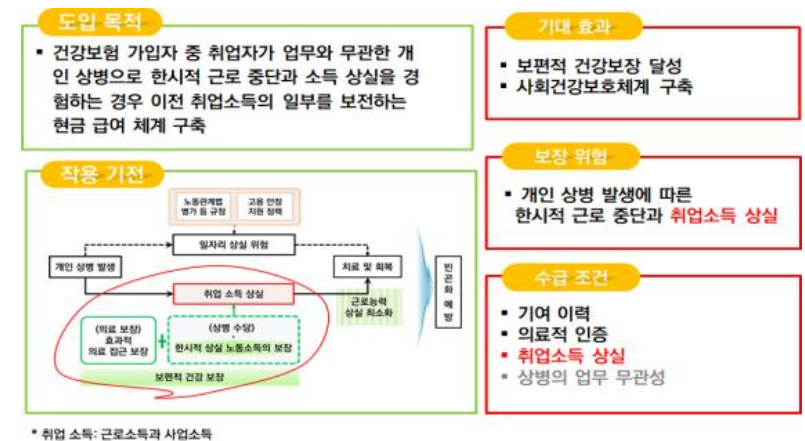 도입 목적
▪ 건강보험 가입자 중 취업자가 업무와 무관한 개
인 상병으로 한시적 근로 중단과 소득 상실을 경
험하는 경우 이전 취업소득의 일부를 보전하는
현금 급여 체계 구축
기대 효과
▪ 보편적 건강보장 달성
▪ 사회건강보호체계 구축
작용 기전
노동관계법
병가 등 규정
고용 안정
지원 정책
일자리 상실 위험
개인 상병 발생
치료 및 회복
취업 소득 상실
근로능력
상실 최소화
빈곤화 예방
(의료 보장)
효과적
의료 접근 보장
+
(상병 수당)
한시적 상실 노동소득의 보장
보편적 건강 보장
보장 위험
▪ 개인 상병 발생에 따른
한시적 근로 중단과 취업소득 상실
수급 조건
▪ 기여 이력
▪ 의료적 인증
▪ 취업소득 상실
▪ 상병의 업무 무관성
* 취업 소득: 근로소득과 사업소득